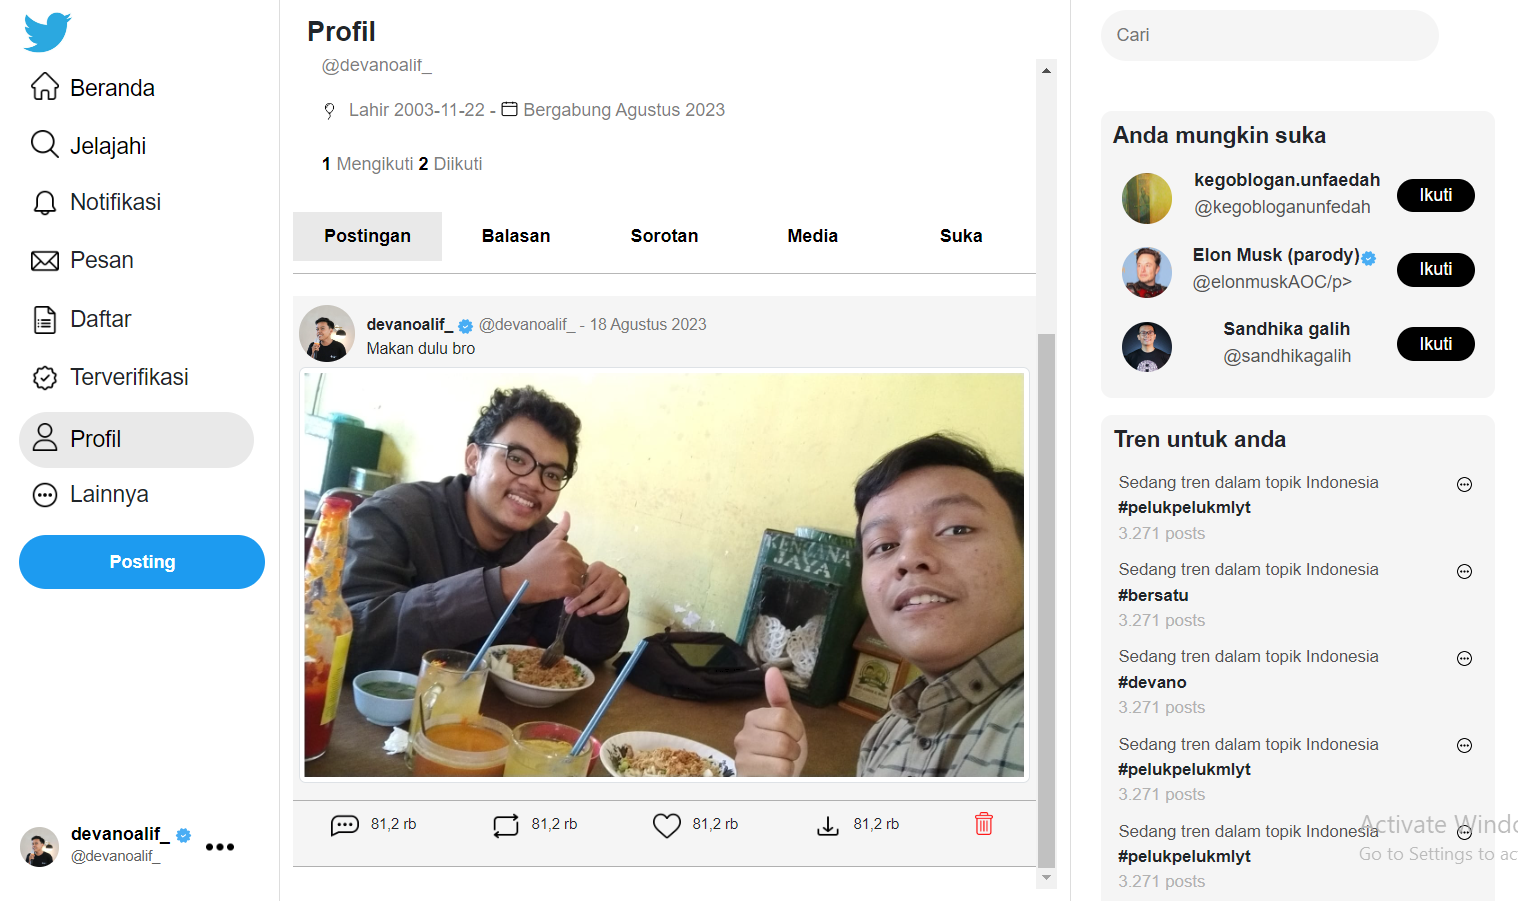 Beranda
Jelajahi
Notifikasi
Pesan
Daftar
Terverifikasi
Profil
Lainnya
Posting
devanoalif_
@devanoalif_
Profil
@devanoalif_
Lahir 2003-11-22 - Bergabung Agustus 2023
1 Mengikuti 2 Diikuti
Postingan Balasan Sorotan Media Suka
devanoalif_ @devanoalif_ - 18 Agustus 2023
Makan dulu bro
KENCANA
JAYA
81,2 rb 81,2 rb 81,2 rb 81,2 rb
Cari
Anda mungkin suka
kegoblogan.unfaedah
@kegobloganunfedah
Ikuti
Elon Musk (parody)
@elonmuskAOC/p>
Ikuti
Sandhika galih
@sandhikagalih
Ikuti
Tren untuk anda
Sedang tren dalam topik Indonesia
#pelukpelukmlyt
3.271 posts
Sedang tren dalam topik Indonesia
#bersatu
3.271 posts
Sedang tren dalam topik Indonesia
#devano
3.271 posts
Sedang tren dalam topik Indonesia
#pelukpelukmlyt
3.271 posts
Sedang tren dalam topik Indonesia
#pelukpelukmlyt
3.271 posts
Activate Windo
Go to Settings to ac